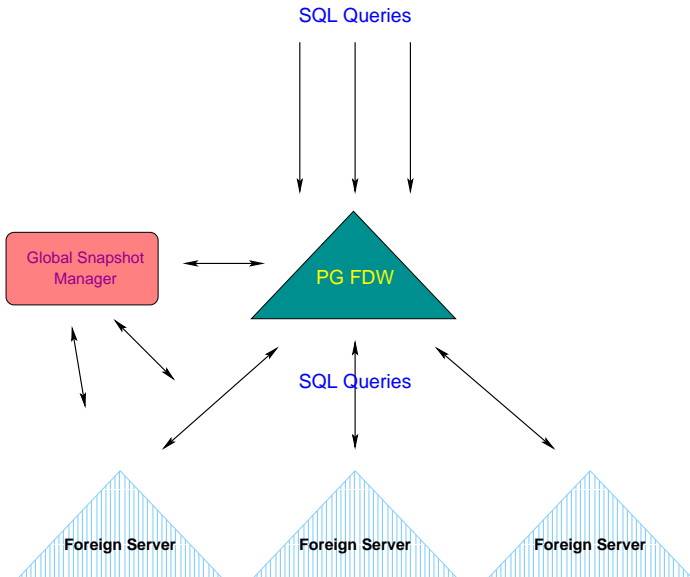 SQL Queries
Global Snapshot
Manager
PG FDW
SQL Queries
Foreign Server
Foreign Server
Foreign Server